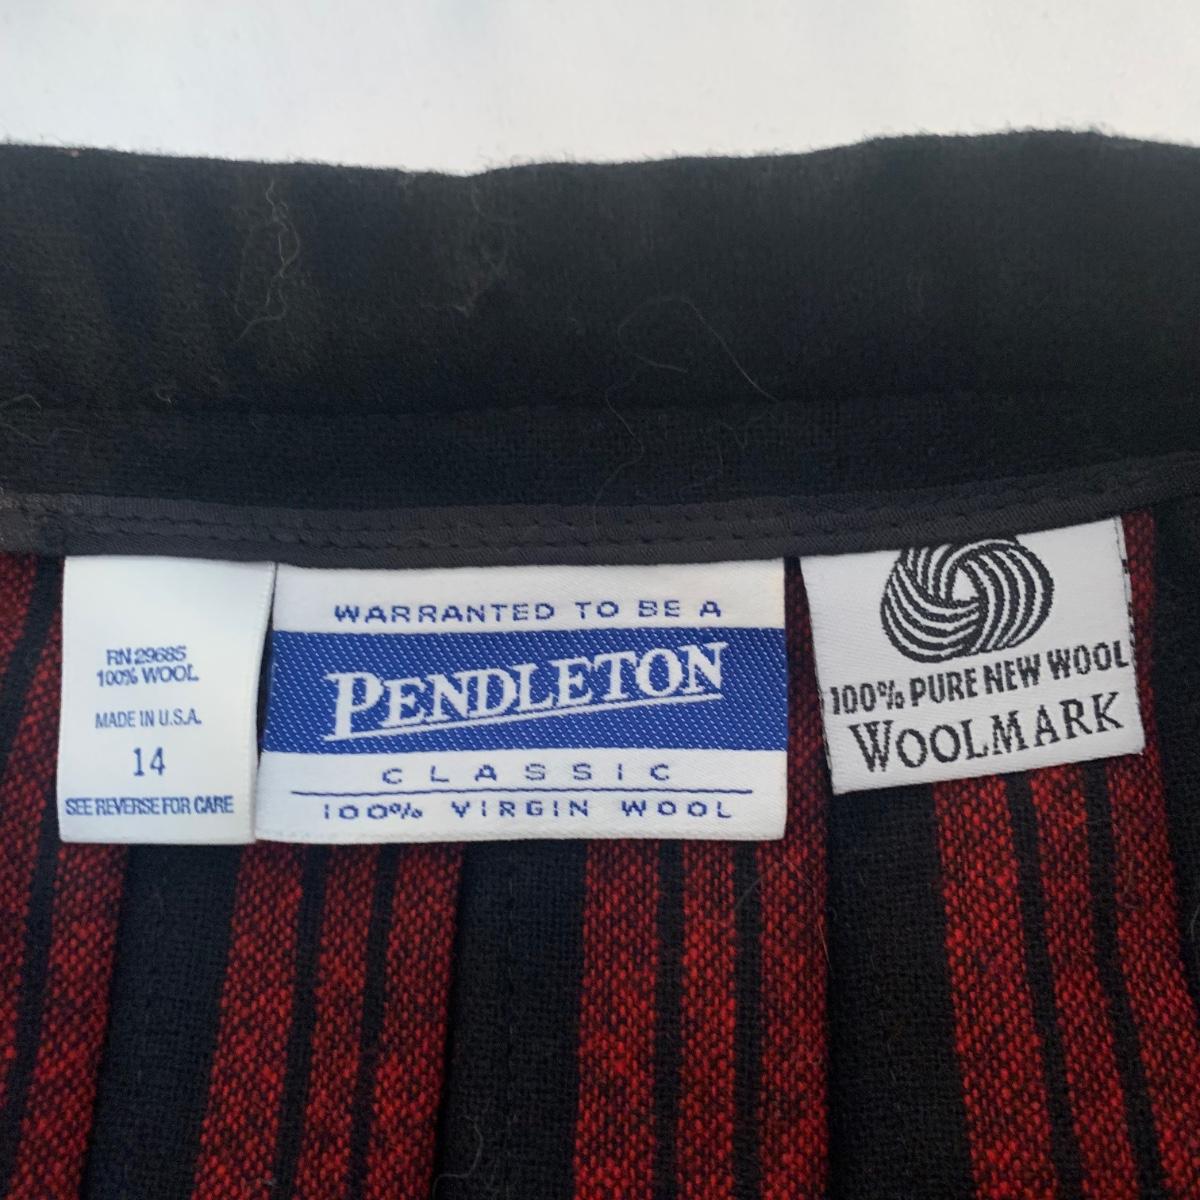 RN 29685
100% WOOL
MADE IN U.S.A.
14
SEE REVERSE FOR CARE
WARRANTED TO BE A
PENDLETON
CLASSIC
100% VIRGIN WOOL
100% PURE NEW WOOL
WOOLMARK